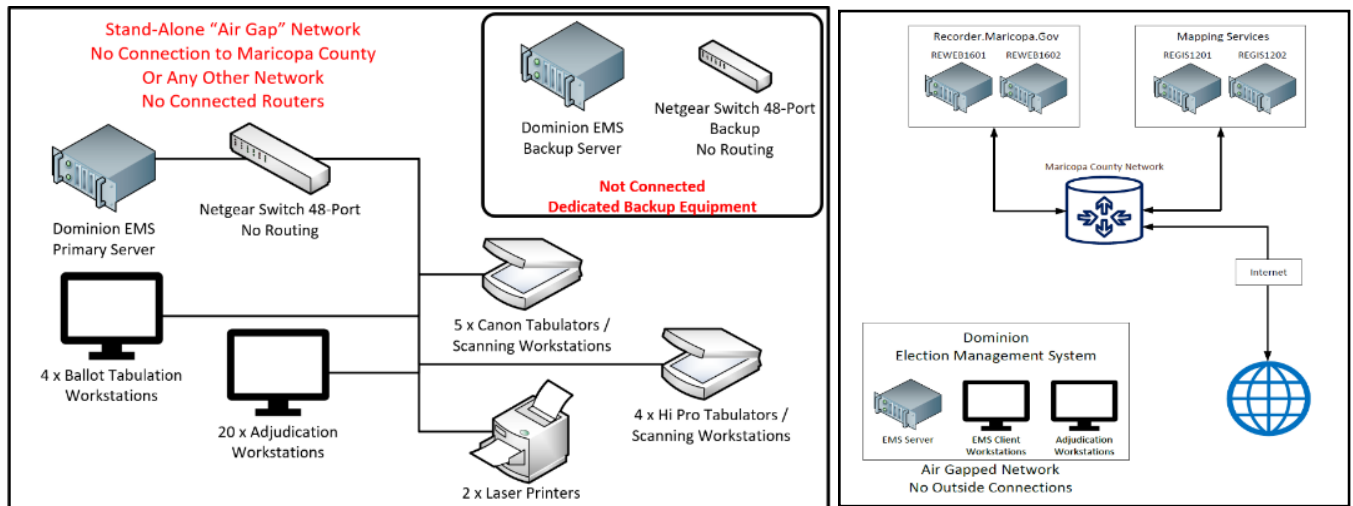 Stand-Alone “Air Gap” Network
No Connection to Maricopa County
Or Any Other Network
No Connected Routers
Dominion EMS
Primary Server
Netgear Switch 48-Port
No Routing
Dominion EMS
Backup Server
Netgear Switch 48-Port
Backup
No Routing
Not Connected
Dedicated Backup Equipment
4 x Ballot Tabulation
Workstations
20 x Adjudication
Workstations
5 x Canon Tabulators /
Scanning Workstations
4 x Hi Pro Tabulators /
Scanning Workstations
2 x Laser Printers
Recorder.Maricopa.Gov
REWEB1601
REWEB1602
Mapping Services
REGIS1201
REGIS1202
Maricopa County Network
Internet
Dominion
Election Management System
EMS Server
EMS Client
Workstations
Adjudication
Workstations
Air Gapped Network
No Outside Connections